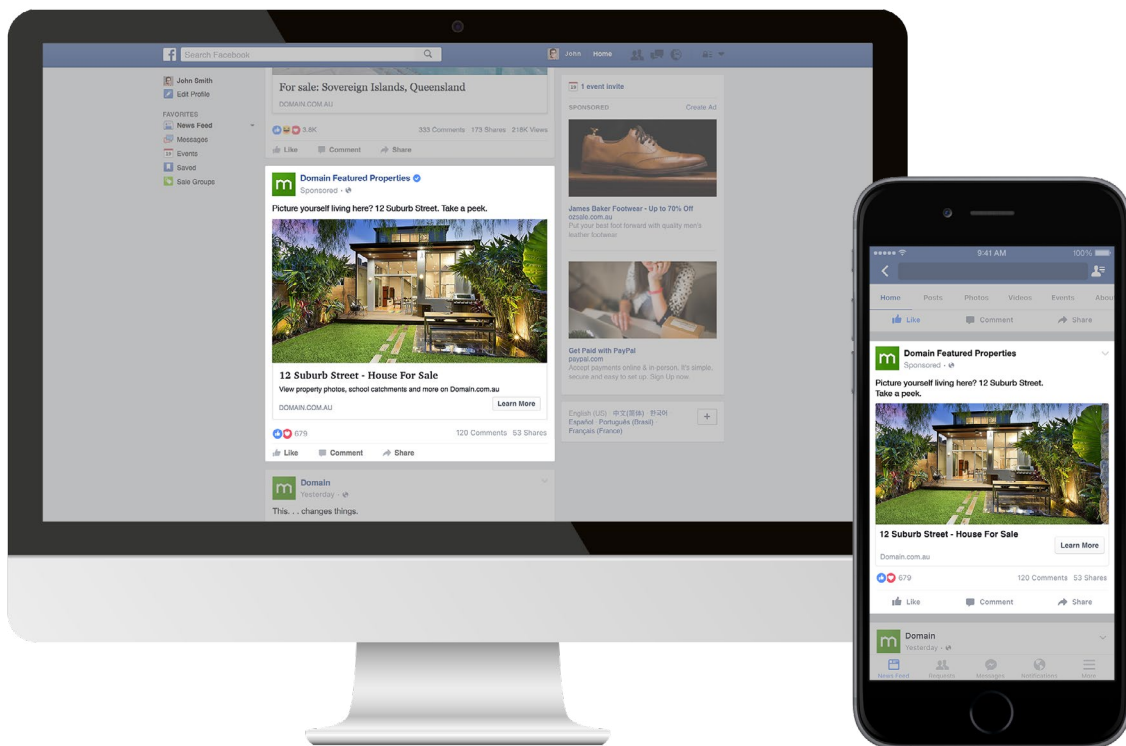 f
Search Facebook
John Home
John Smith
Edit Profile
FAVORITES
News Feed
Messages
Events
Saved
Sale Groups
For sale: Sovereign Islands, Queensland
DOMAIN.COM.AU
3.8K 333 Comments 173 Shares 218K Views
Like Comment Share
m
Domain Featured Properties
Sponsored ·
Picture yourself living here? 12 Suburb Street. Take a peek.
12 Suburb Street - House For Sale
View property photos, school catchments and more on Domain.com.au
DOMAIN.COM.AU
Learn More
679 120 Comments 53 Shares
Like Comment Share
m
Domain
Yesterday ·
This. . . changes things.
1 event invite
SPONSORED Create Ad
James Baker Footwear - Up to 70% Off
ozsale.com.au
Put your best foot forward with quality men's
leather footwear
Get Paid with PayPal
paypal.com
Accept payments online & in person. It's simple,
secure and easy to set up. Sign Up now.
English (US) · 中文(简体) · 한국어 ·
Español · Português (Brasil) ·
Français (France)
+
9:41 AM 100%
Home Posts Photos Videos Events Abou
Like Comment Share
m
Domain Featured Properties
Sponsored ·
Picture yourself living here? 12 Suburb Street.
Take a peek.
12 Suburb Street - House For Sale
Learn More
Domain.com.au
679 120 Comments 53 Shares
Like Comment Share
m
Domain
Yesterday ·
News Feed Requests Messages Notifications More